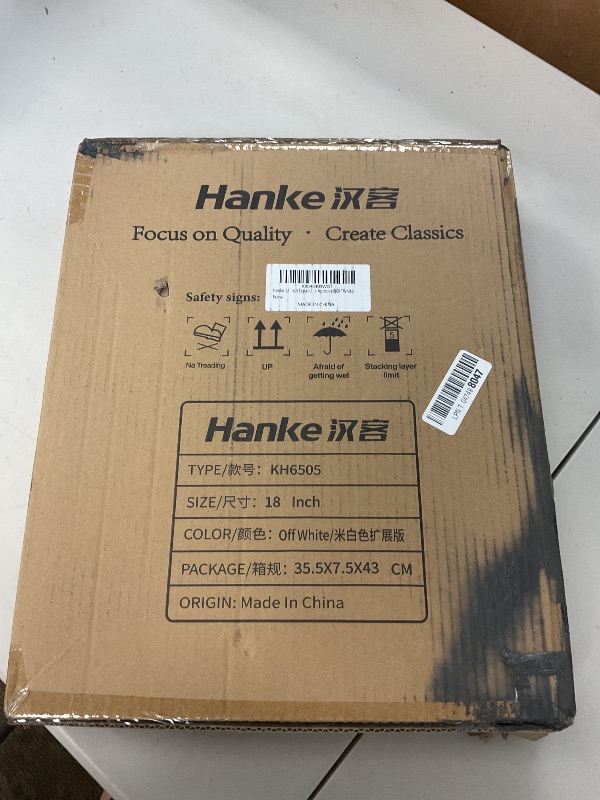 Hanke 汉客
Focus on Quality · Create Classics
Safety signs:
New
MADE IN CHINA
No Treading
UP
Afraid of
getting wet
5
Stacking layer
limit
8047
Hanke 汉客
TYPE/款号: KH6505
SIZE/尺寸: 18 Inch
COLOR/颜色: Off White/米白色扩展版
PACKAGE/箱规: 35.5X7.5X43 CM
ORIGIN: Made In China